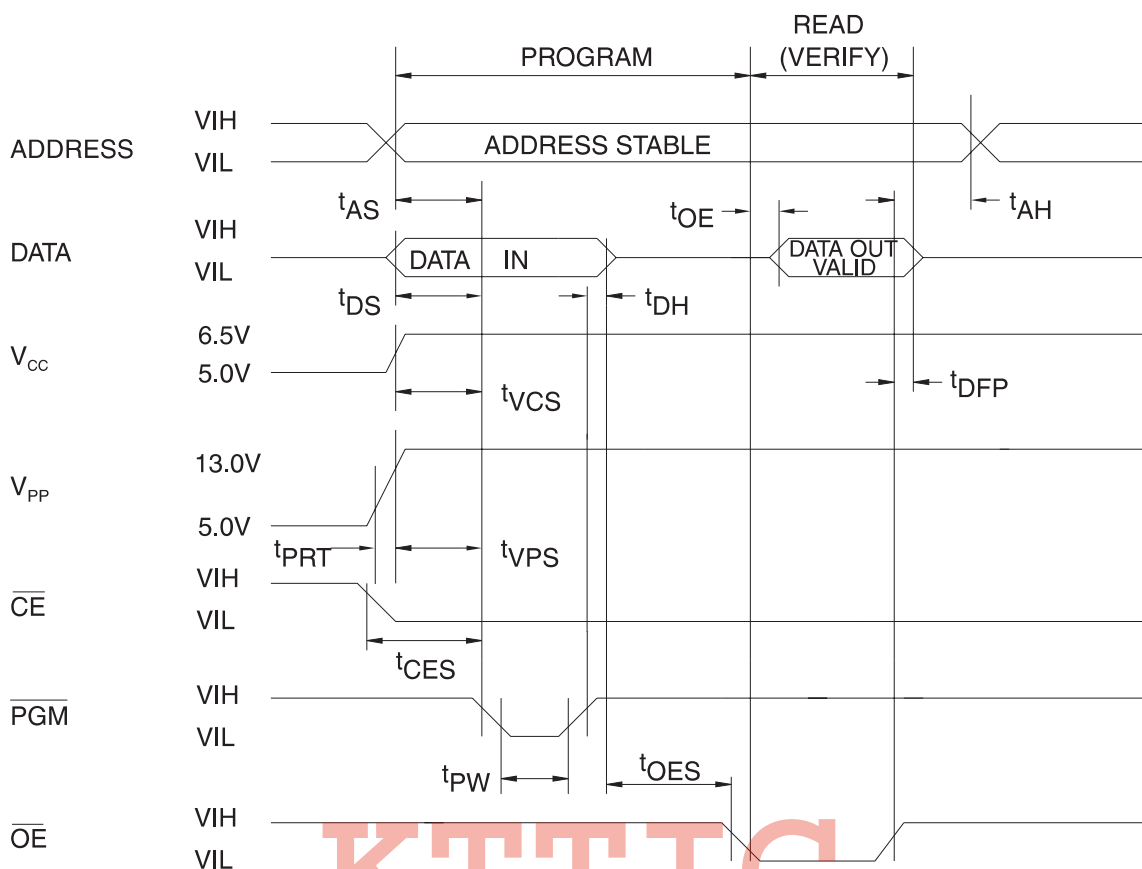 READ
PROGRAM (VERIFY)
ADDRESS VIH
VIL ADDRESS STABLE
tAS tOE tAH
DATA VIH
VIL DATA IN DATA OUT
VALID
tDS tDH
VCC 6.5V
5.0V
tVCS tDFP
VPP 13.0V
5.0V
tPRT tVPS
CE VIH
VIL
tCES
PGM VIH
VIL
tPW tOES
OE VIH
VIL
KTTIC